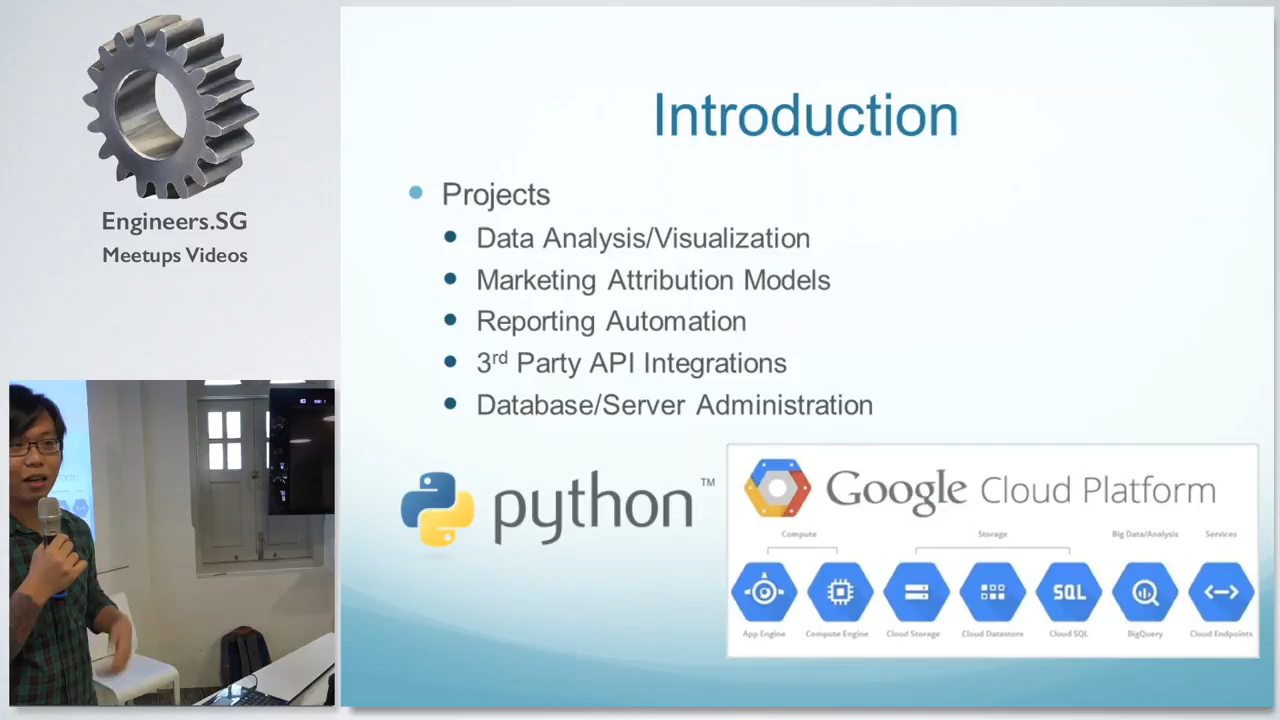 Engineers.SG
Meetups Videos
Introduction
Projects
Data Analysis/Visualization
Marketing Attribution Models
Reporting Automation
3rd Party API Integrations
Database/Server Administration
python™
Google Cloud Platform
Compute
Storage
Big Data/Analysis
Services
SQL
App Engine
Compute Engine
Cloud Storage
Cloud Datastore
Cloud SQL
BigQuery
Cloud Endpoints